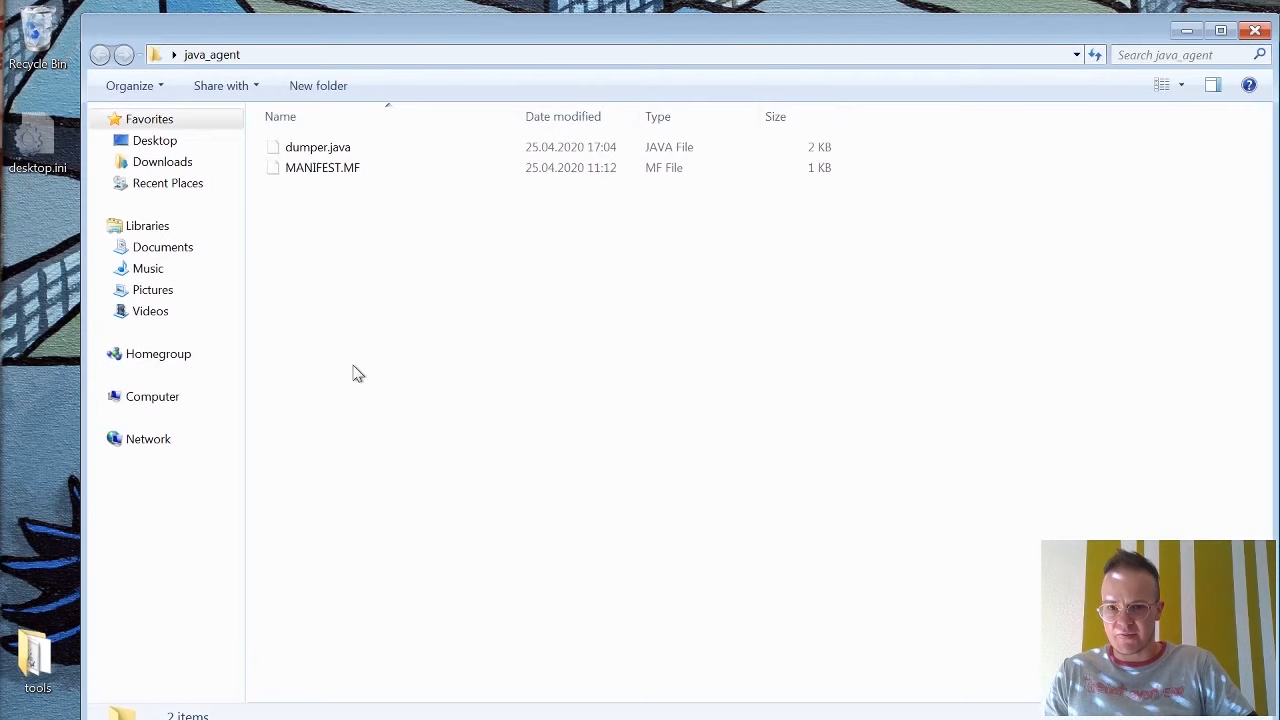 Recycle Bin
desktop.ini
tools
java_agent
Search java_agent
Organize
Share with
New folder
Favorites
Desktop
Downloads
Recent Places
Libraries
Documents
Music
Pictures
Videos
Homegroup
Computer
Network
Name Date modified Type Size
dumper.java 25.04.2020 17:04 JAVA File 2 KB
MANIFEST.MF 25.04.2020 11:12 MF File 1 KB
2 items